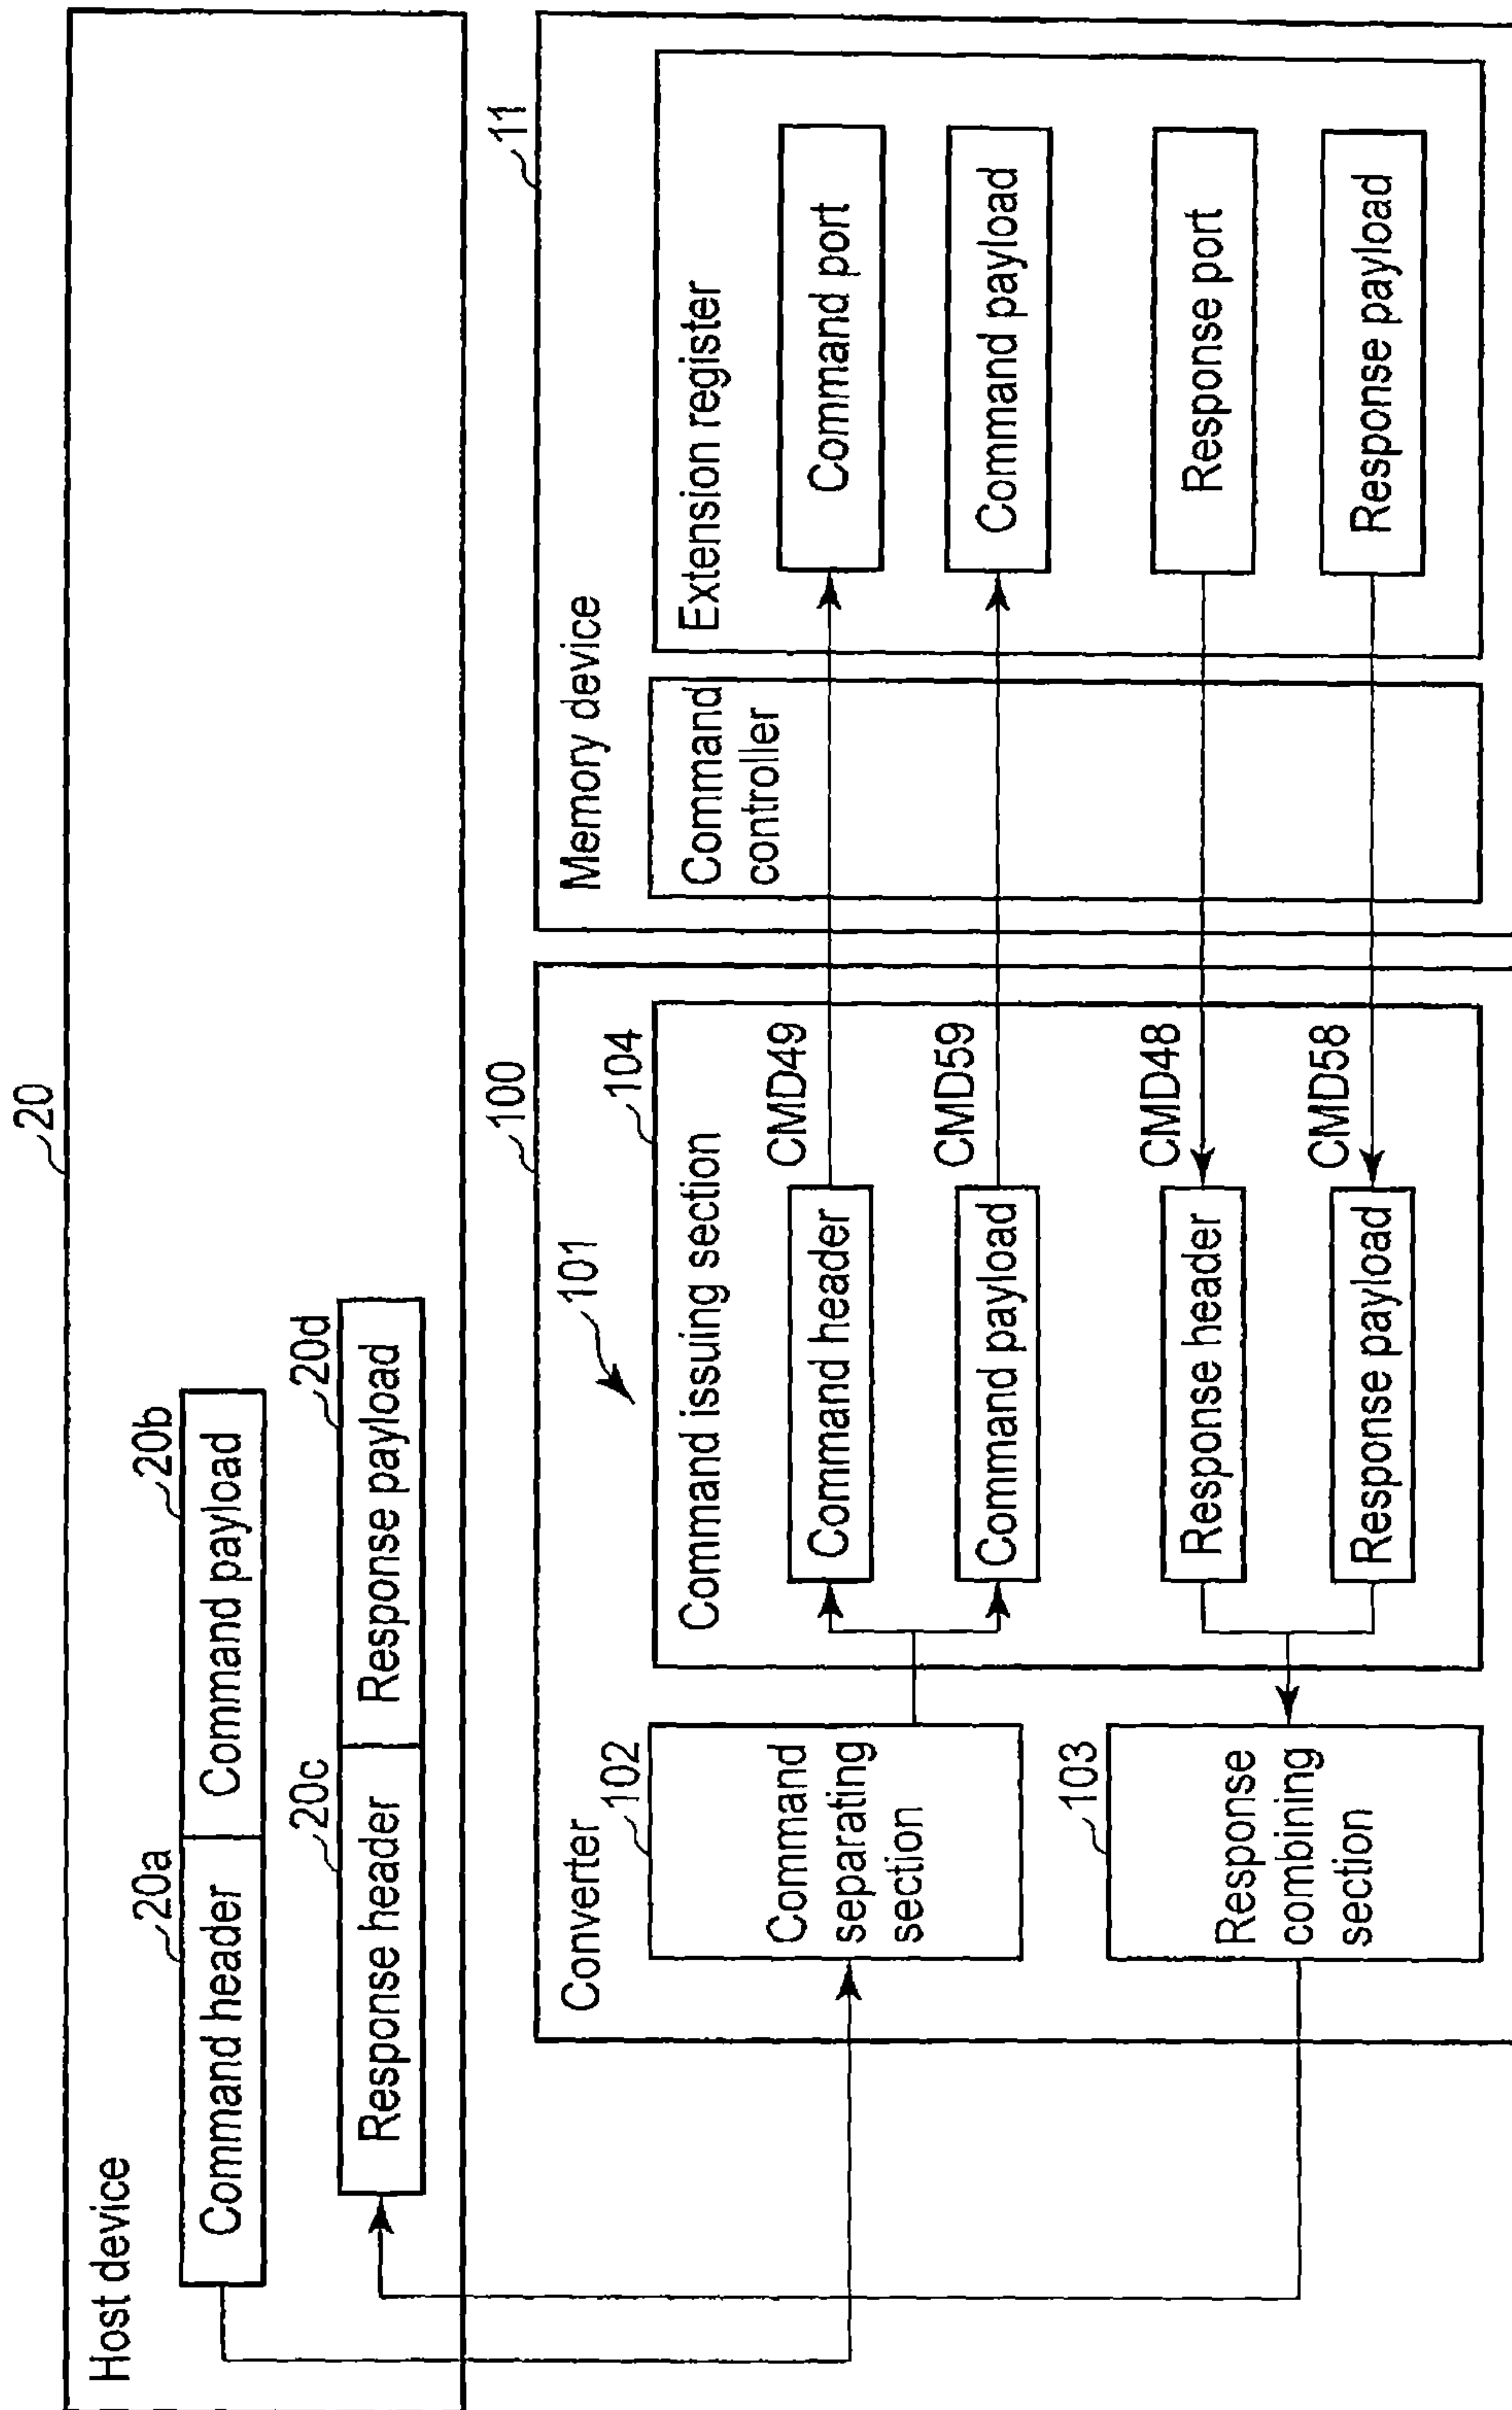 20
Host device
20a
20b
Command header
Command payload
20c
20d
Response header
Response payload
100
Converter
102
Command
separating
section
103
Response
combining
section
101
104
Command issuing section
Command header
CMD49
Command payload
CMD59
Response header
CMD48
Response payload
CMD58
11
Memory device
Command
controller
Extension register
Command port
Command payload
Response port
Response payload